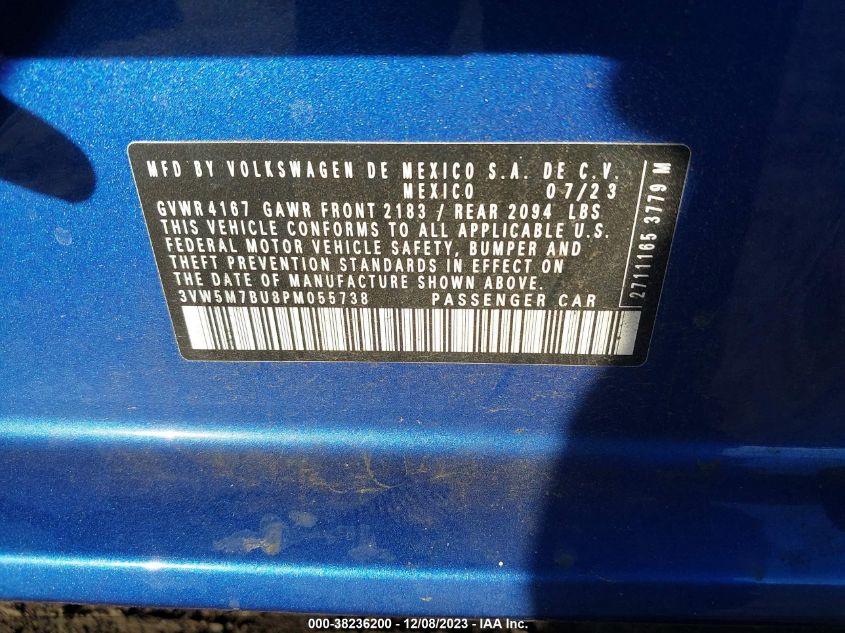 MFD BY VOLKSWAGEN DE MEXICO S.A. DE C.V.
MEXICO 07/23
GVWR 4167 GAWR FRONT 2183 / REAR 2094 LBS
THIS VEHICLE CONFORMS TO ALL APPLICABLE U.S.
FEDERAL MOTOR VEHICLE SAFETY, BUMPER AND
THEFT PREVENTION STANDARDS IN EFFECT ON
THE DATE OF MANUFACTURE SHOWN ABOVE.
3VW5M7BU8PM055738 PASSENGER CAR
2711165 3779 M
000-38236200 - 12/08/2023 - IAA Inc.